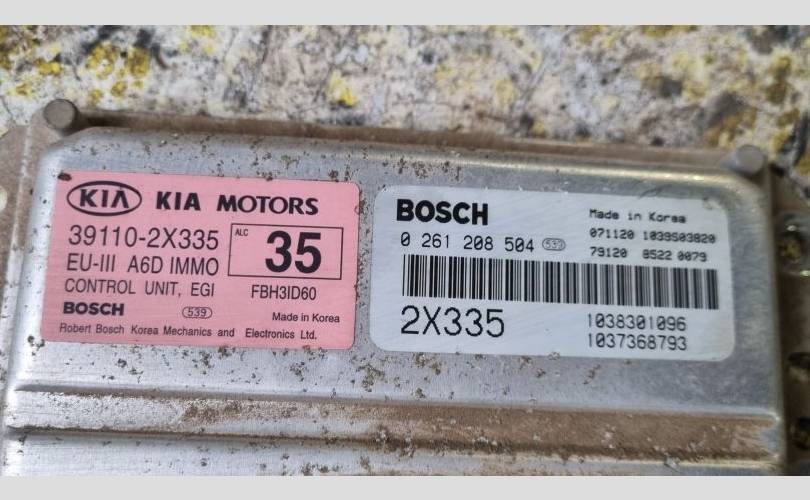 KIA KIA MOTORS
39110-2X335 ALC 35
EU-III A6D IMMO
CONTROL UNIT, EGI FBH3ID60
BOSCH 539 Made in Korea
Robert Bosch Korea Mechanics and Electronics Ltd.
BOSCH Made in Korea
0 261 208 504 539 071120 1039S03820
79120 8522 0079
2X335 1038301096
1037368793